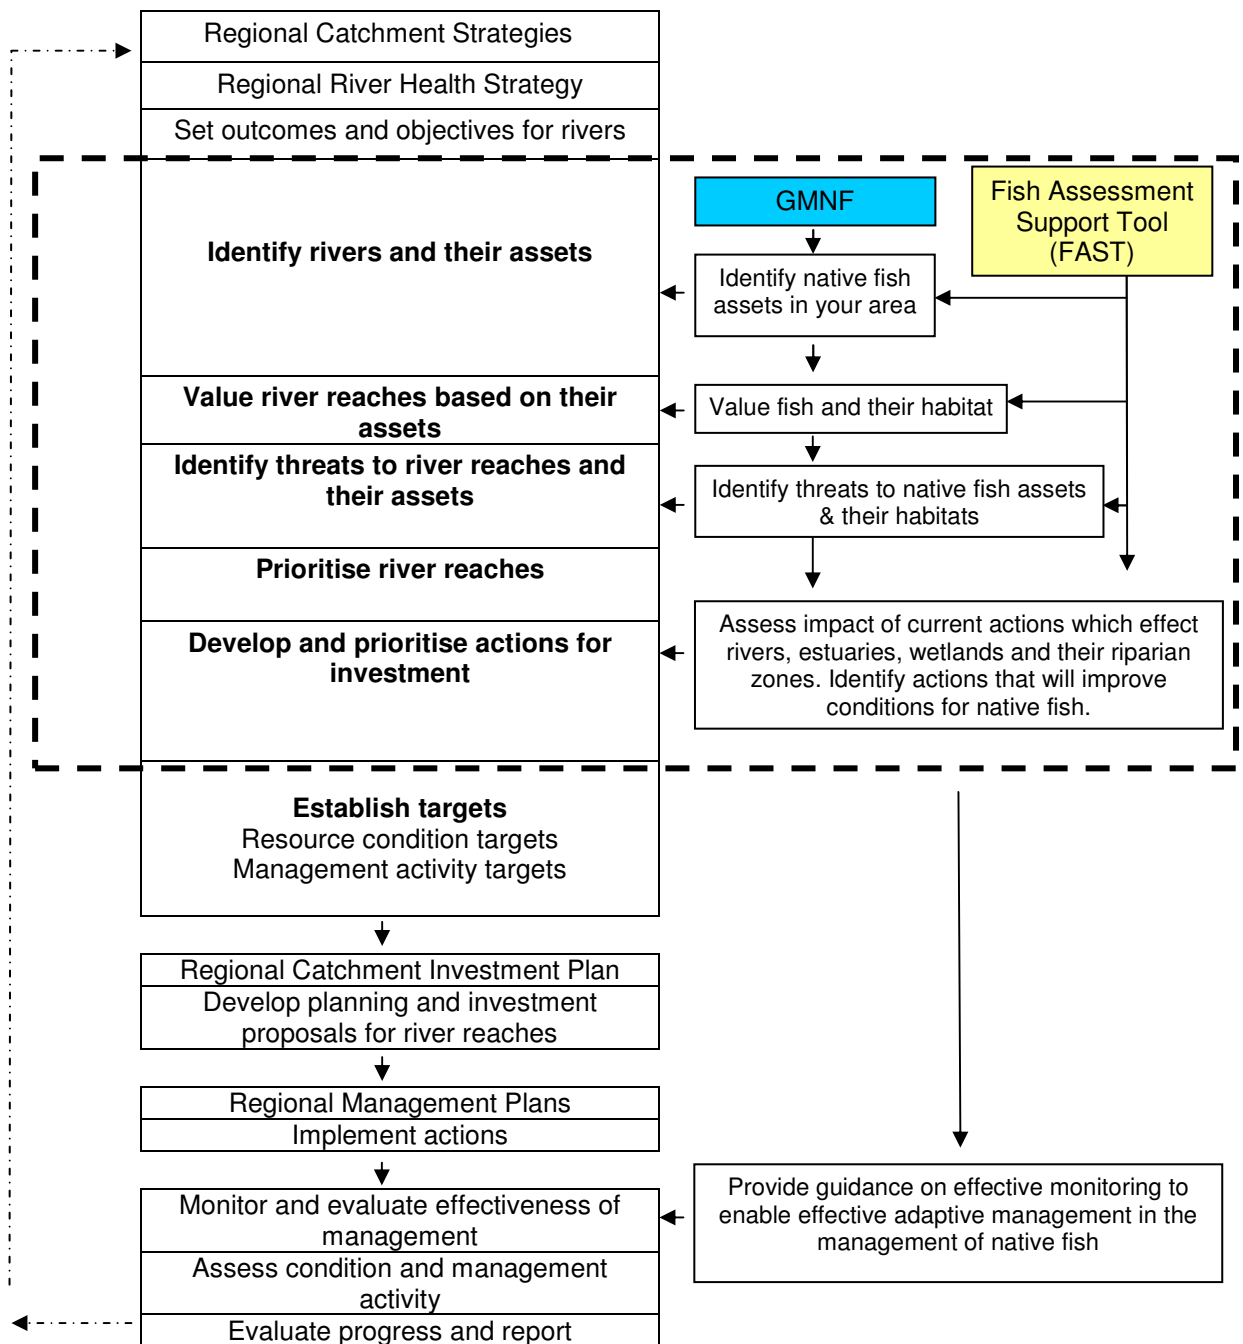 Regional Catchment Strategies
Regional River Health Strategy
Set outcomes and objectives for rivers
Identify rivers and their assets
Value river reaches based on their
assets
Identify threats to river reaches and
their assets
Prioritise river reaches
Develop and prioritise actions for
investment
Establish targets
Resource condition targets
Management activity targets
Regional Catchment Investment Plan
Develop planning and investment
proposals for river reaches
Regional Management Plans
Implement actions
Monitor and evaluate effectiveness of
management
Assess condition and management
activity
Evaluate progress and report
GMNF
Fish Assessment
Support Tool
(FAST)
Identify native fish
assets in your area
Value fish and their habitat
Identify threats to native fish assets
& their habitats
Assess impact of current actions which effect
rivers, estuaries, wetlands and their riparian
zones. Identify actions that will improve
conditions for native fish.
Provide guidance on effective monitoring to
enable effective adaptive management in the
management of native fish